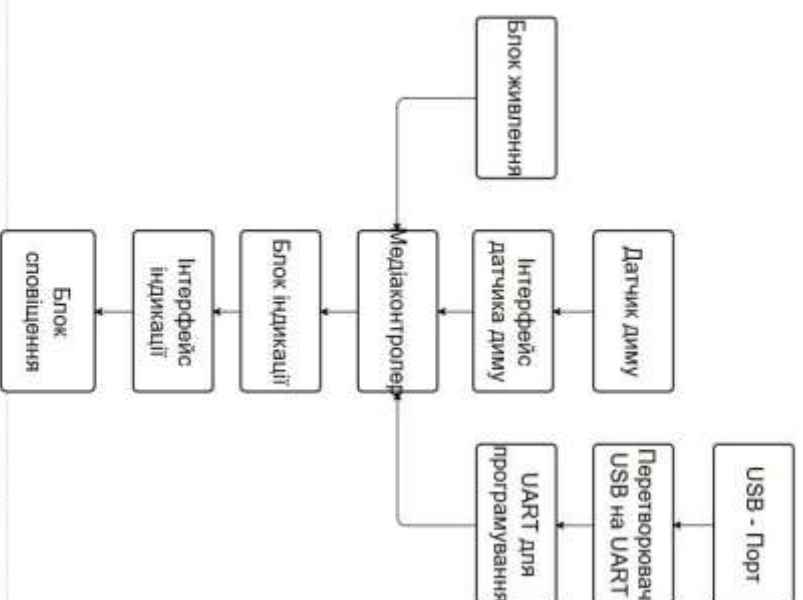 USB - Порт
Датчик диму
Перетворювач
USB на UART
Блок живлення
Інтерфейс
датчика диму
UART для
програмування
Медіаконтролер
Блок індикації
Інтерфейс
індикації
Блок
сповіщення